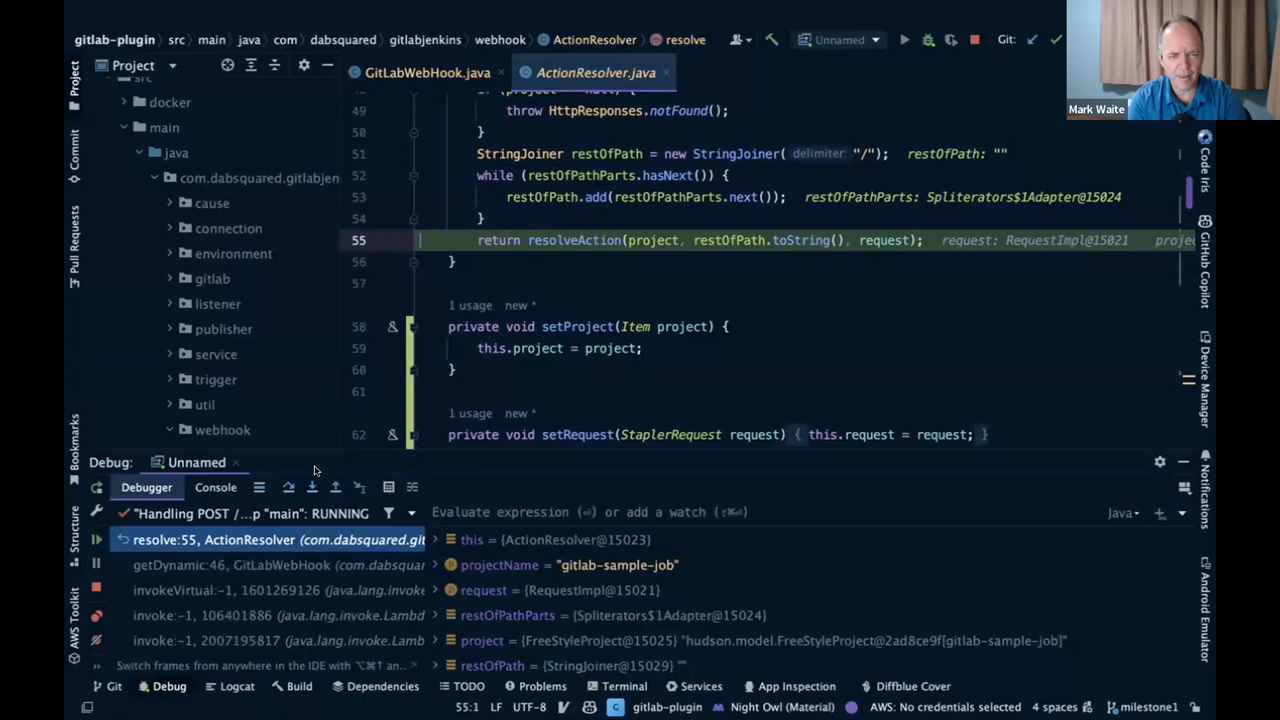 gitlab-plugin src main java com dabsquared gitlabjenkins webhook ActionResolver resolve Unnamed Git:
Mark Waite
Project
GitLabWebHook.java
ActionResolver.java
src
docker
main
java
com.dabsquared.gitlabjen
cause
connection
environment
gitlab
listener
publisher
service
trigger
util
webhook
49 throw HttpResponses.notFound();
50 }
51 StringJoiner restOfPath = new StringJoiner( delimiter: "/"); restOfPath: ""
52 while (restOfPathParts.hasNext()) {
53 restOfPath.add(restOfPathParts.next()); restOfPathParts: Spliterators$1Adapter@15024
54 }
55 return resolveAction(project, restOfPath.toString(), request); request: RequestImpl@15021 projec
56 }
57
1 usage new *
58 private void setProject(Item project) {
59 this.project = project;
60 }
61
1 usage new *
62 private void setRequest(StaplerRequest request) { this.request = request; }
Project
Commit
Pull Requests
Bookmarks
Structure
AWS Toolkit
Code Iris
GitHub Copilot
Device Manager
Notifications
Android Emulator
Debug: Unnamed
Debugger Console
"Handling POST /...p "main": RUNNING
Evaluate expression (⏎) or add a watch (⇧⌘⏎)
Java
resolve:55, ActionResolver (com.dabsquared.git
getDynamic:46, GitLabWebHook (com.dabsquar
invokeVirtual:-1, 1601269126 (java.lang.invoke.L
invoke:-1, 106401886 (java.lang.invoke.Lambd
invoke:-1, 2007195817 (java.lang.invoke.Lamb
Switch frames from anywhere in the IDE with ⌥⌘↑ an...
this = {ActionResolver@15023}
projectName = "gitlab-sample-job"
request = {RequestImpl@15021}
restOfPathParts = {Spliterators$1Adapter@15024}
project = {FreeStyleProject@15025} "hudson.model.FreeStyleProject@2ad8ce9f[gitlab-sample-job]"
restOfPath = {StringJoiner@15029} ""
Git Debug Logcat Build Dependencies TODO Problems Terminal Services App Inspection Diffblue Cover
55:1 LF UTF-8 gitlab-plugin Night Owl (Material) AWS: No credentials selected 4 spaces milestone1